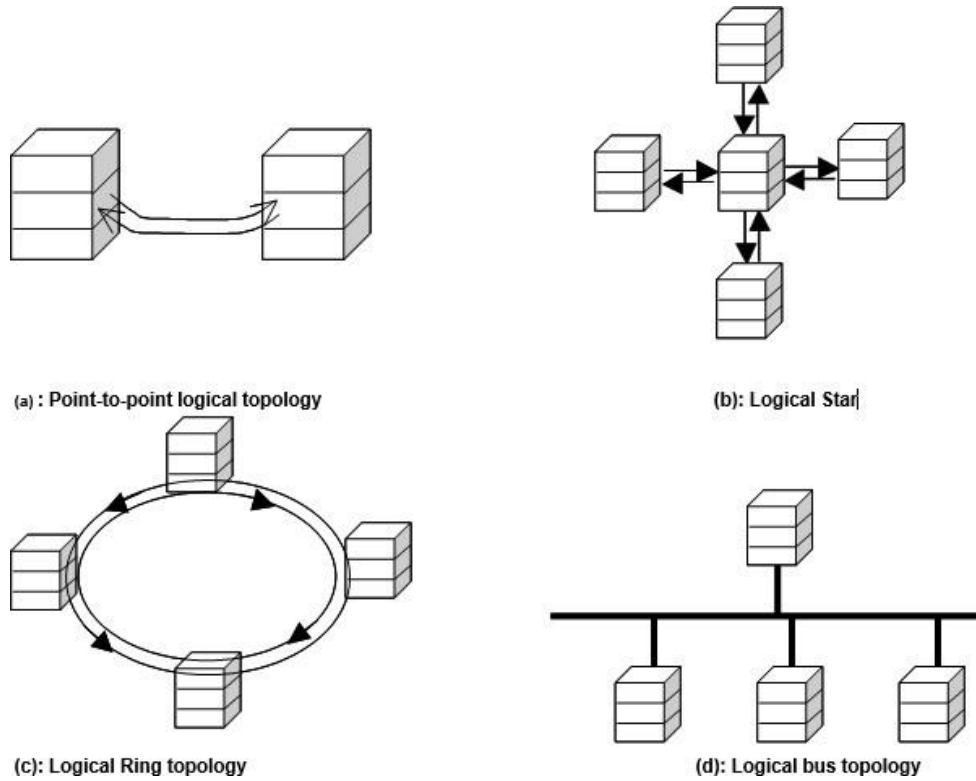 (a) : Point-to-point logical topology
(b): Logical Star
(c): Logical Ring topology
(d): Logical bus topology